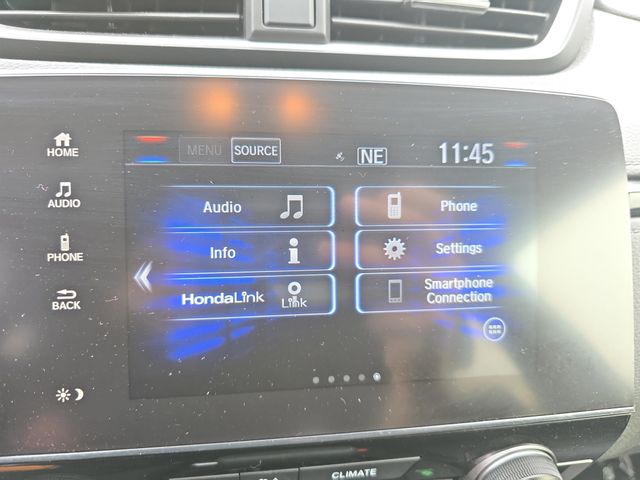 MENU
SOURCE
NE
11:45
HOME
AUDIO
PHONE
BACK
Audio
Phone
Info
Settings
HondaLink
Link
Smartphone
Connection
CLIMATE